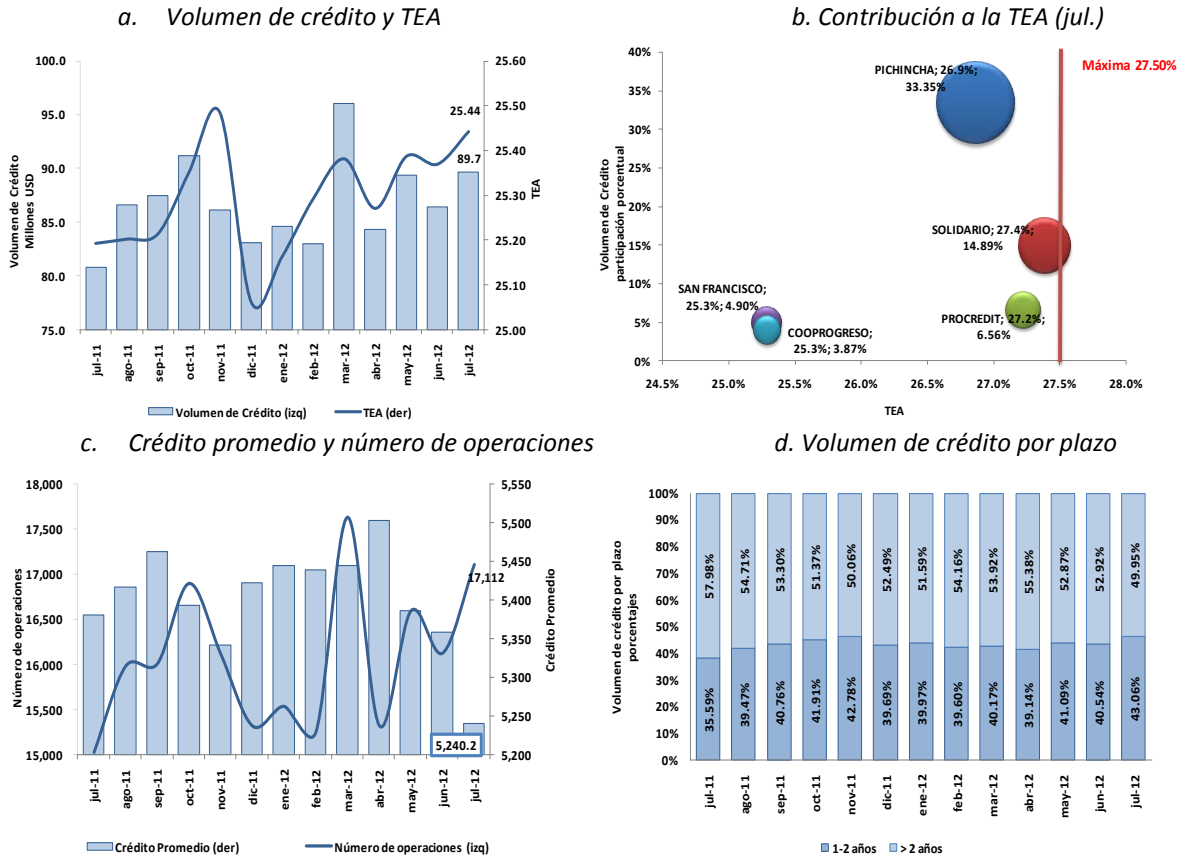 a. Volumen de crédito y TEA
100.0
95.0
90.0
85.0
80.0
75.0
Volumen de Crédito
Millones USD
25.60
25.50
25.40
25.30
25.20
25.10
25.00
TEA
25.44
89.7
jul-11
ago-11
sep-11
oct-11
nov-11
dic-11
ene-12
feb-12
mar-12
abr-12
may-12
jun-12
jul-12
Volumen de Crédito (izq)
TEA (der)
b. Contribución a la TEA (jul.)
40%
35%
30%
25%
20%
15%
10%
5%
0%
Volumen de Crédito
participación porcentual
PICHINCHA; 26.9%;
33.35%
Máxima 27.50%
SOLIDARIO; 27.4%;
14.89%
SAN FRANCISCO;
25.3%; 4.90%
PROCREDIT; 27.2%;
6.56%
COOPROGRESO;
25.3%; 3.87%
24.5%
25.0%
25.5%
26.0%
26.5%
27.0%
27.5%
28.0%
TEA
c. Crédito promedio y número de operaciones
18,000
17,500
17,000
16,500
16,000
15,500
15,000
Número de operaciones
5,550
5,500
5,450
5,400
5,350
5,300
5,250
5,200
Crédito Promedio
17,112
5,240.2
jul-11
ago-11
sep-11
oct-11
nov-11
dic-11
ene-12
feb-12
mar-12
abr-12
may-12
jun-12
jul-12
Crédito Promedio (der)
Número de operaciones (izq)
d. Volumen de crédito por plazo
100%
90%
80%
70%
60%
50%
40%
30%
20%
10%
0%
Volumen de crédito por plazo
porcentajes
57.98%
54.71%
53.30%
51.37%
50.06%
52.49%
51.59%
54.16%
53.92%
55.38%
52.87%
52.92%
49.95%
35.59%
39.47%
40.76%
41.91%
42.78%
39.69%
39.97%
39.60%
40.17%
39.14%
41.09%
40.54%
43.06%
jul-11
ago-11
sep-11
oct-11
nov-11
dic-11
ene-12
feb-12
mar-12
abr-12
may-12
jun-12
jul-12
1-2 años
> 2 años